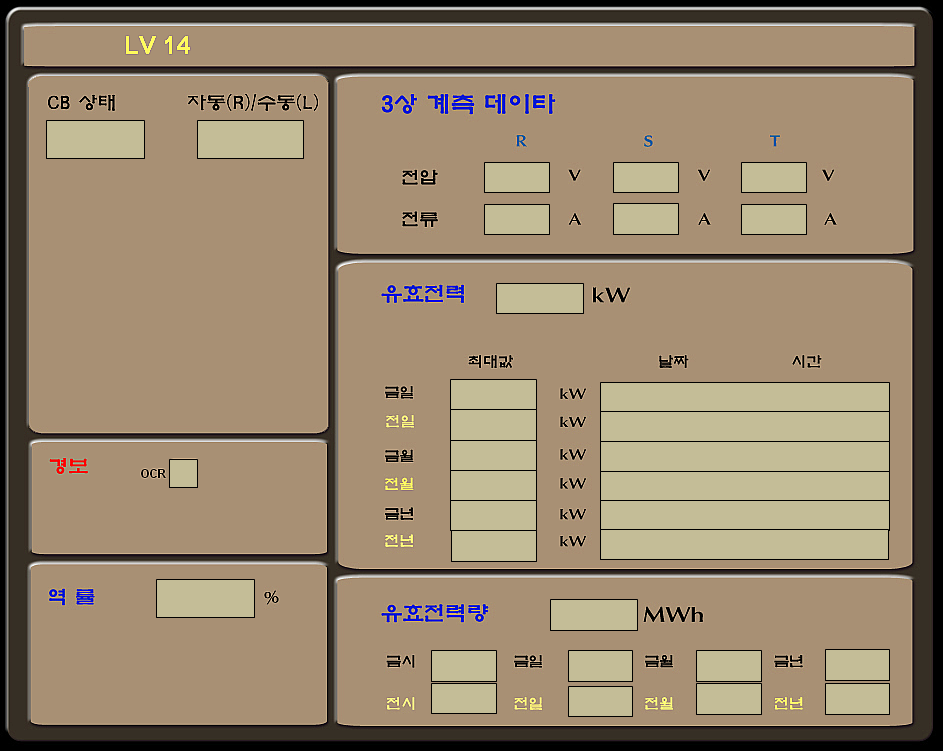 LV 14
CB 상태 자동(R)/수동(L)
3상 계측 데이타
R S T
전압 V V V
전류 A A A
유효전력 kW
최대값 날짜 시간
금일 kW
전일 kW
금월 kW
전월 kW
금년 kW
전년 kW
경보 OCR
역 률 %
유효전력량 MWh
금시 금일 금월 금년
전시 전일 전월 전년